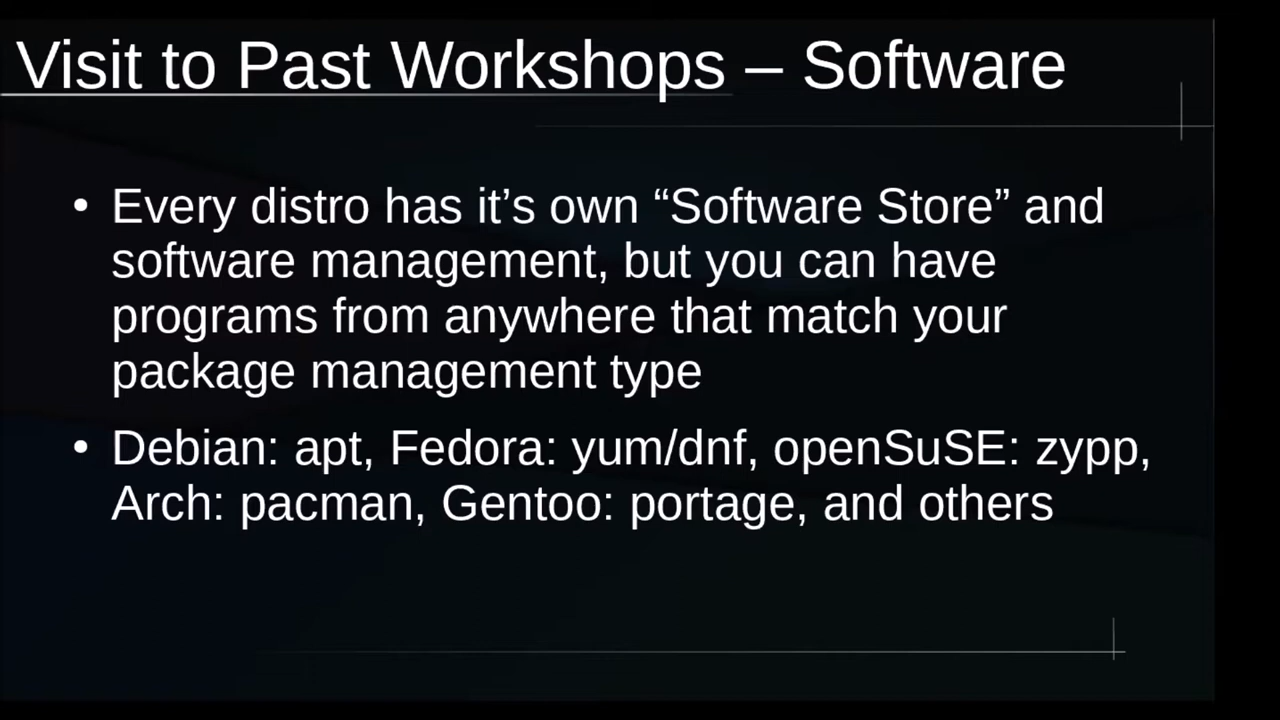 Visit to Past Workshops – Software
• Every distro has it’s own “Software Store” and
software management, but you can have
programs from anywhere that match your
package management type
• Debian: apt, Fedora: yum/dnf, openSuSE: zypp,
Arch: pacman, Gentoo: portage, and others